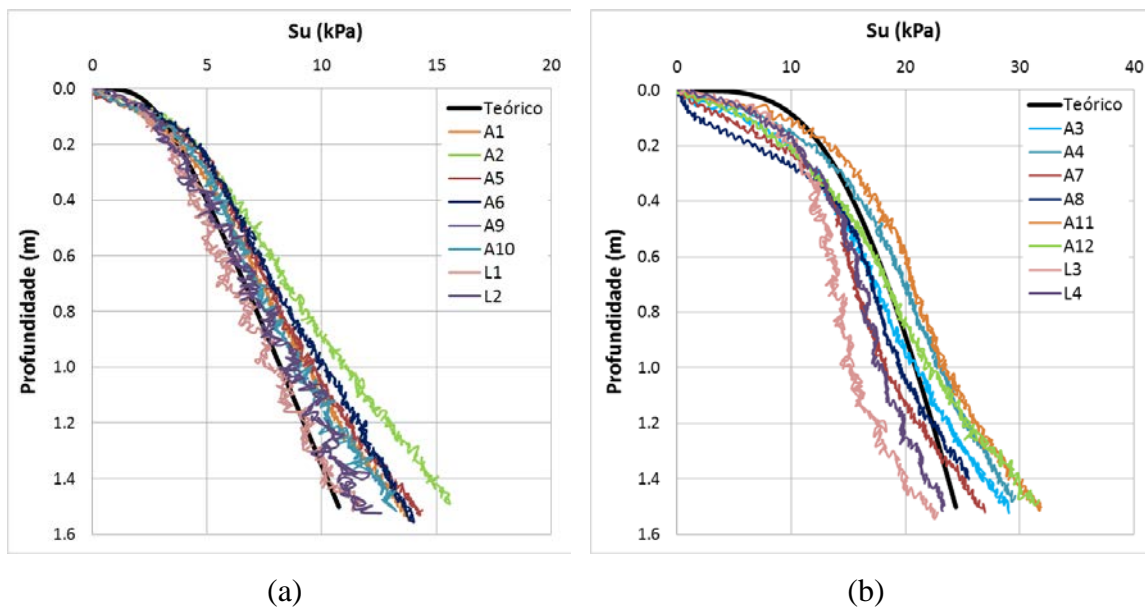 Su (kPa)
0 5 10 15 20
0.0
0.2
0.4
0.6
0.8
1.0
1.2
1.4
1.6
Profundidade (m)
Teórico
A1
A2
A5
A6
A9
A10
L1
L2
(a)
Su (kPa)
0 10 20 30 40
0.0
0.2
0.4
0.6
0.8
1.0
1.2
1.4
1.6
Profundidade (m)
Teórico
A3
A4
A7
A8
A11
A12
L3
L4
(b)